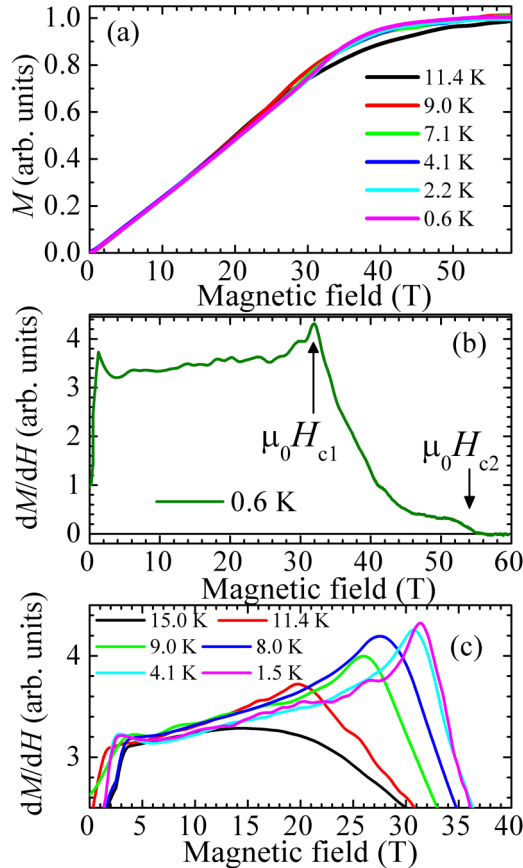 (a)
1.0
0.8
0.6
0.4
0.2
0.0
M (arb. units)
11.4 K
9.0 K
7.1 K
4.1 K
2.2 K
0.6 K
0 10 20 30 40 50
Magnetic field (T)
(b)
4
3
2
1
0
dM/dH (arb. units)
μ₀H_c1
μ₀H_c2
0.6 K
0 10 20 30 40 50 60
Magnetic field (T)
(c)
15.0 K 11.4 K
9.0 K 8.0 K
4.1 K 1.5 K
4
3
dM/dH (arb. units)
0 5 10 15 20 25 30 35 40
Magnetic field (T)